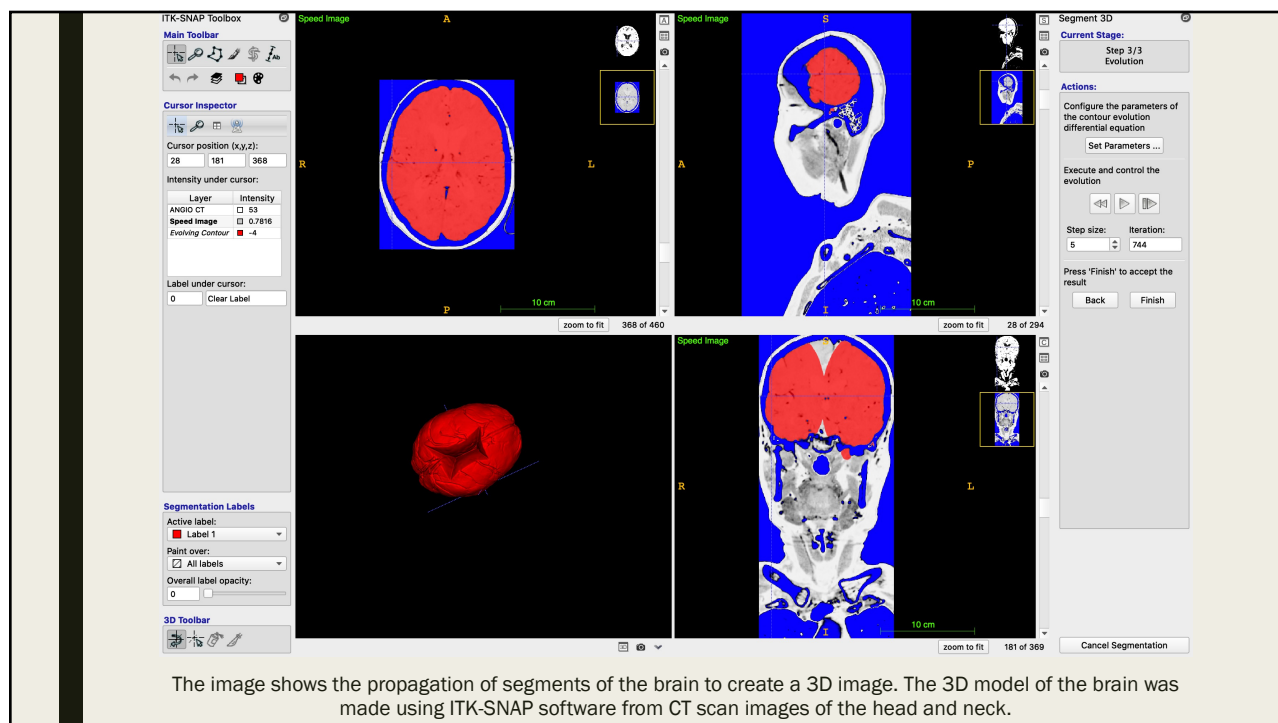 ITK-SNAP Toolbox
Main Toolbar
Cursor Inspector
Cursor position (x,y,z):
28 181 368
Intensity under cursor:
Layer Intensity
ANGIO CT 53
Speed Image 0.7816
Evolving Contour -4
Label under cursor:
0 Clear Label
Segmentation Labels
Active label:
Label 1
Paint over:
All labels
Overall label opacity:
0
3D Toolbar
Speed Image
A
R
L
P
10 cm
A
zoom to fit 368 of 460
Speed Image
S
A
P
I
10 cm
S
zoom to fit 28 of 294
3D
Speed Image
S
R
L
I
10 cm
C
zoom to fit 181 of 369
Segment 3D
Current Stage:
Step 3/3
Evolution
Actions:
Configure the parameters of
the contour evolution
differential equation
Set Parameters ...
Execute and control the
evolution
Step size: Iteration:
5 744
Press 'Finish' to accept the
result
Back Finish
Cancel Segmentation
The image shows the propagation of segments of the brain to create a 3D image. The 3D model of the brain was
made using ITK-SNAP software from CT scan images of the head and neck.